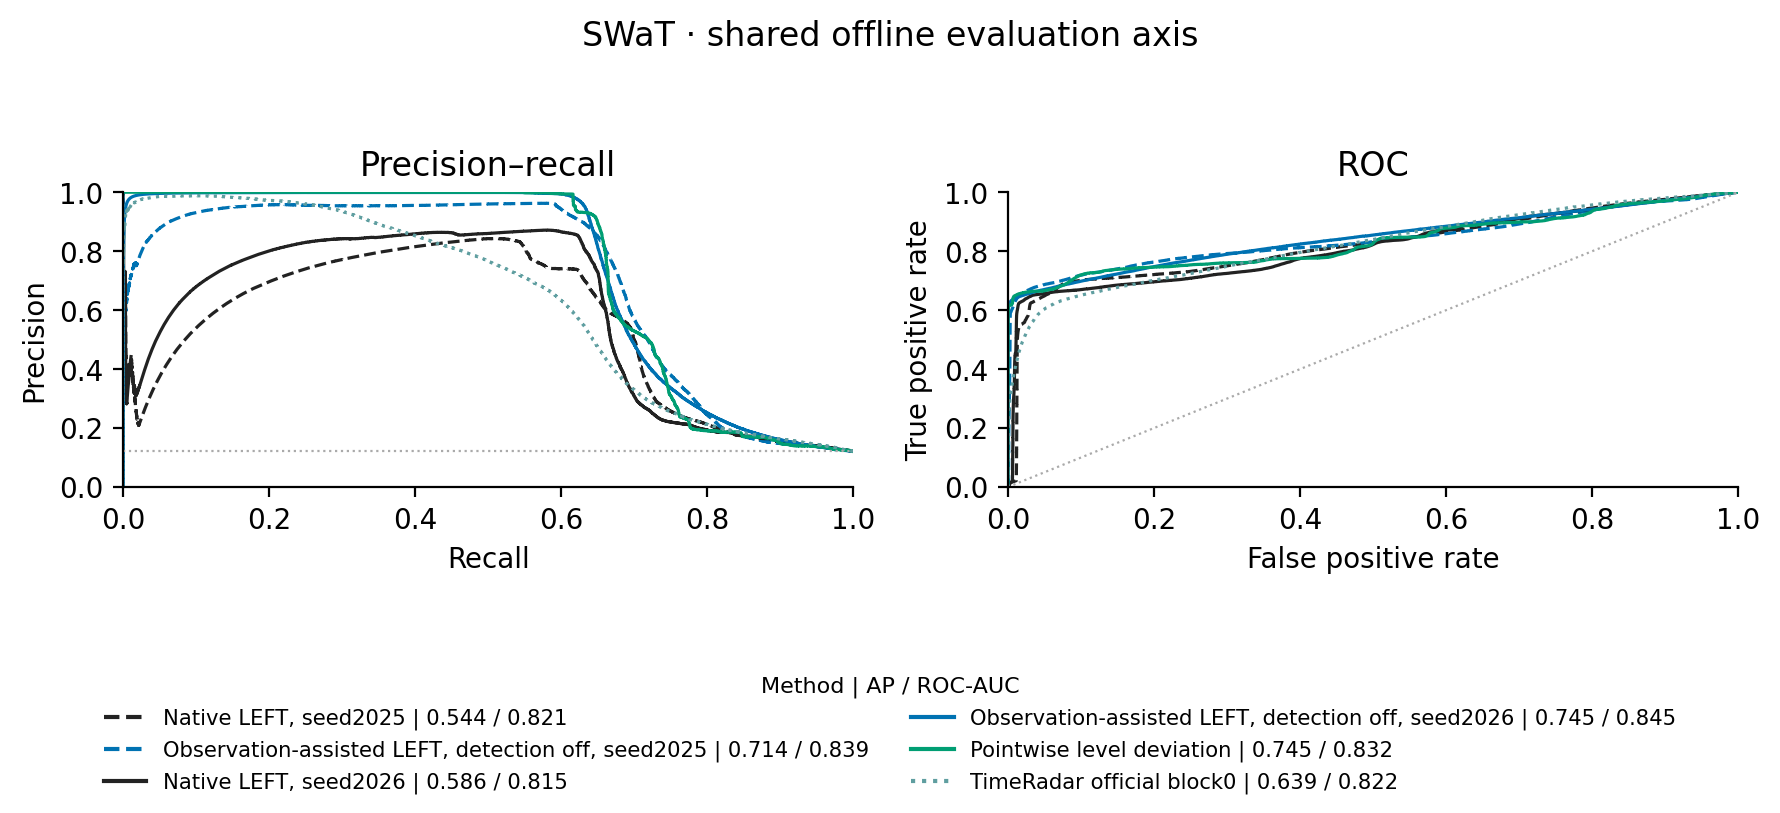 SWaT · shared offline evaluation axis
Precision–recall
ROC
1.0
0.8
0.6
0.4
0.2
0.0
Precision
0.0 0.2 0.4 0.6 0.8 1.0
Recall
1.0
0.8
0.6
0.4
0.2
0.0
True positive rate
0.0 0.2 0.4 0.6 0.8 1.0
False positive rate
Method | AP / ROC-AUC
Native LEFT, seed2025 | 0.544 / 0.821
Observation-assisted LEFT, detection off, seed2025 | 0.714 / 0.839
Native LEFT, seed2026 | 0.586 / 0.815
Observation-assisted LEFT, detection off, seed2026 | 0.745 / 0.845
Pointwise level deviation | 0.745 / 0.832
TimeRadar official block0 | 0.639 / 0.822